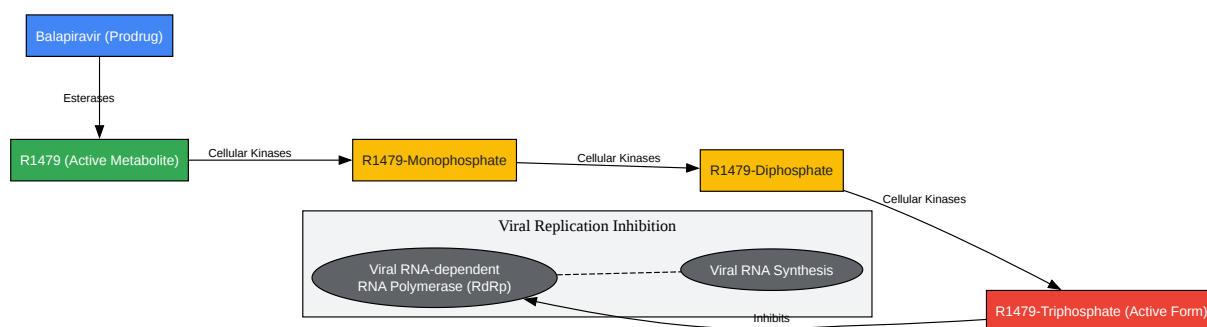 Balapiravir (Prodrug)
Esterases
R1479 (Active Metabolite)
Cellular Kinases
R1479-Monophosphate
Cellular Kinases
R1479-Diphosphate
Cellular Kinases
Viral Replication Inhibition
Viral RNA-dependent
RNA Polymerase (RdRp)
Viral RNA Synthesis
R1479-Triphosphate (Active Form)
Inhibits